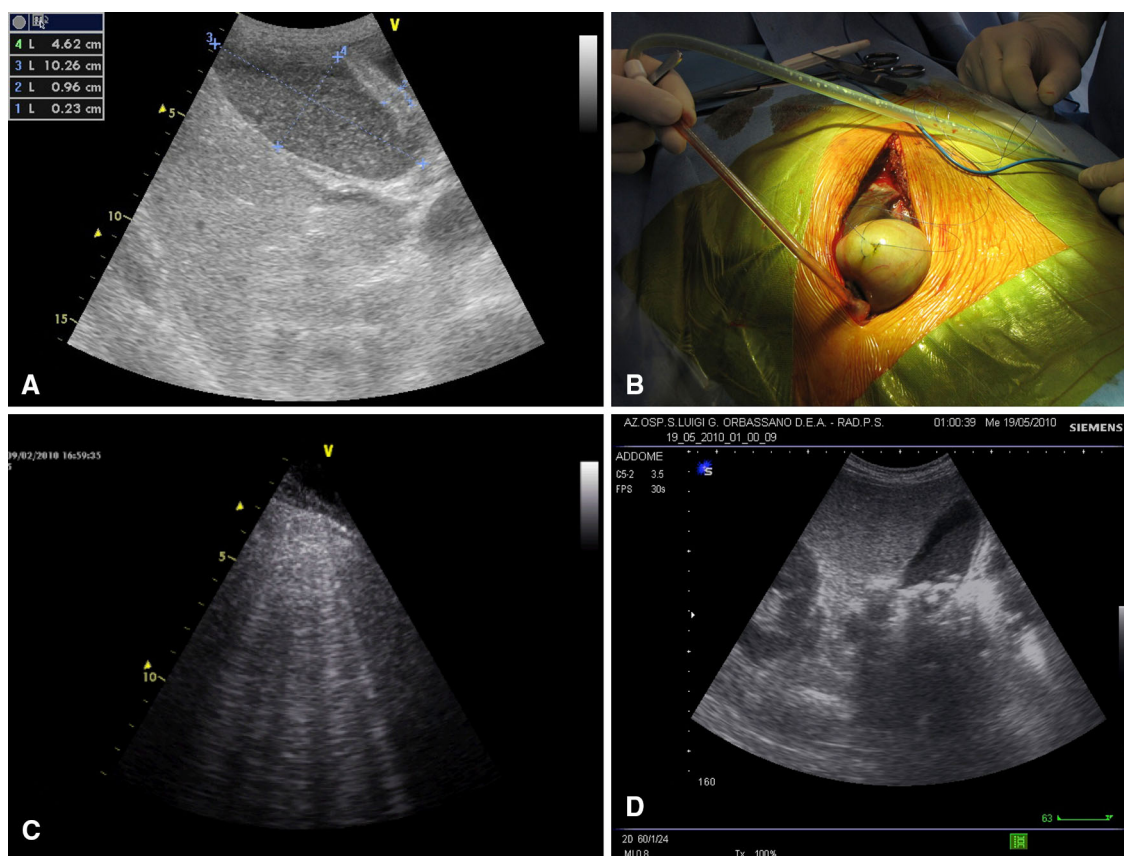 4 L 4.62 cm
3 L 10.26 cm
2 L 0.96 cm
1 L 0.23 cm
3
4
V
5
10
15
A
B
09/02/2010 16:59:35
5
V
5
10
C
AZ.OSP.S.LUIGI G. ORBASSANO D.E.A. - RAD.P.S.
01:00:39 Me 19/05/2010
SIEMENS
19_05_2010_01_00_09
ADDOME
C5-2 3.5
FPS 30s
S
160
63
D
2D 60/1/24
MI 0.8 Tx 100%